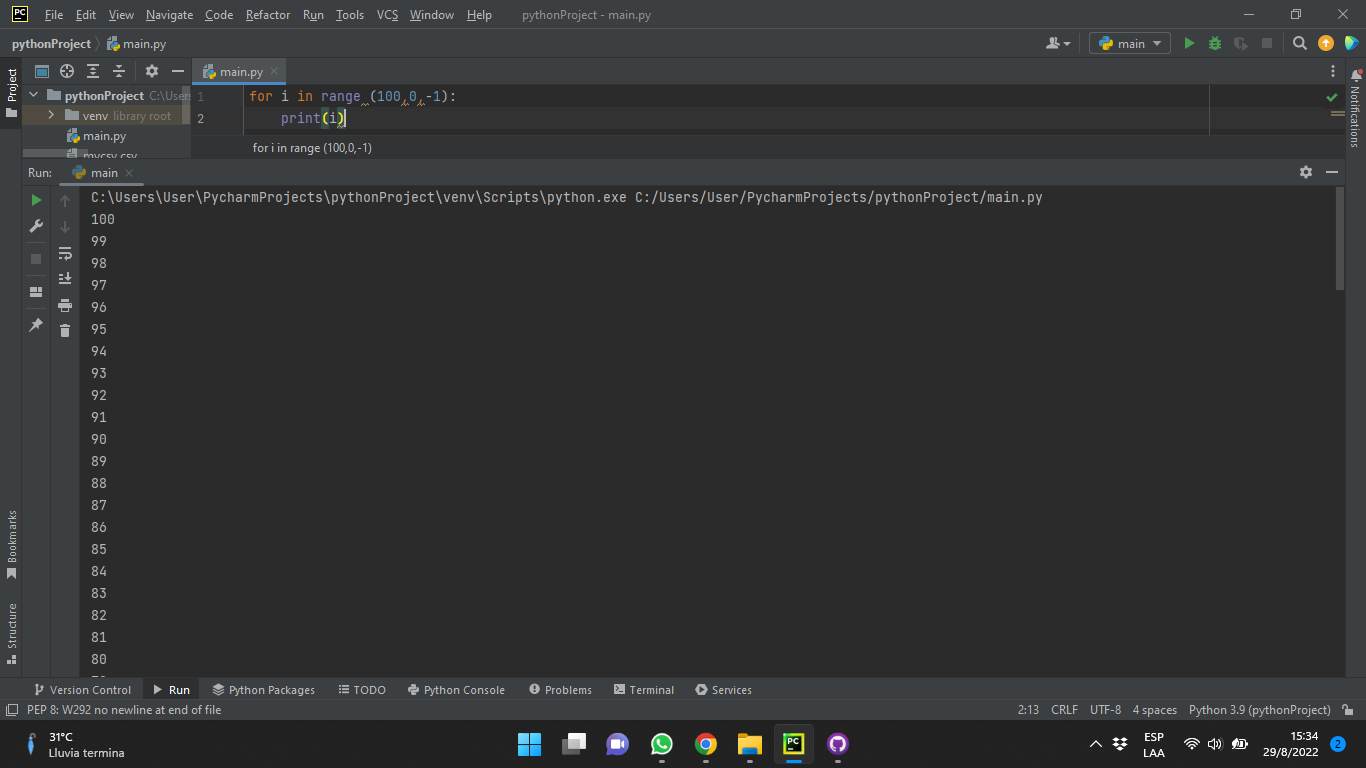 PC File Edit View Navigate Code Refactor Run Tools VCS Window Help pythonProject - main.py
pythonProject main.py
main
Project
main.py
pythonProject C:\Users
venv library root
main.py
mycsv.csv
1 for i in range (100,0,-1):
2 print(i)
for i in range (100,0,-1)
Notifications
Run: main
C:\Users\User\PycharmProjects\pythonProject\venv\Scripts\python.exe C:/Users/User/PycharmProjects/pythonProject/main.py
100
99
98
97
96
95
94
93
92
91
90
89
88
87
86
85
84
83
82
81
80
Bookmarks
Structure
Version Control Run Python Packages TODO Python Console Problems Terminal Services
PEP 8: W292 no newline at end of file 2:13 CRLF UTF-8 4 spaces Python 3.9 (pythonProject)
31°C
Lluvia termina
PC
ESP
LAA
15:34
29/8/2022
2